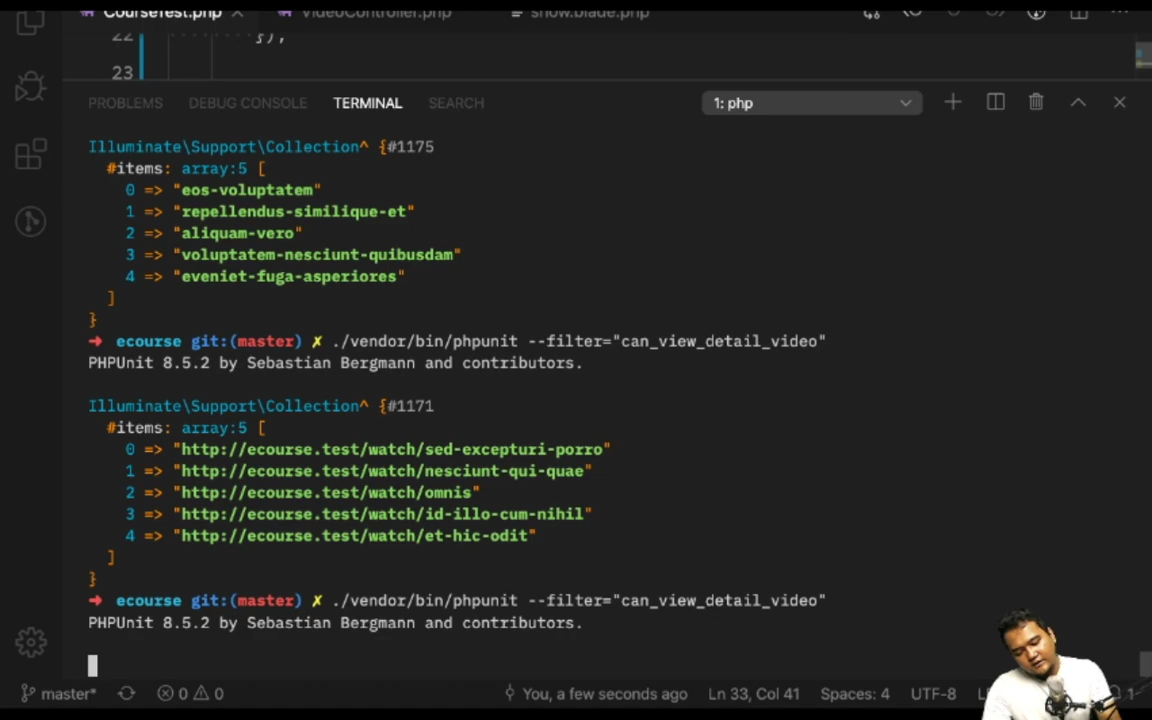 CourseTest.php VideoController.php show.blade.php
22 });
23
PROBLEMS DEBUG CONSOLE TERMINAL SEARCH 1: php
Illuminate\Support\Collection^ {#1175
#items: array:5 [
0 => "eos-voluptatem"
1 => "repellendus-similique-et"
2 => "aliquam-vero"
3 => "voluptatem-nesciunt-quibusdam"
4 => "eveniet-fuga-asperiores"
]
}
➜ ecourse git:(master) ✗ ./vendor/bin/phpunit --filter="can_view_detail_video"
PHPUnit 8.5.2 by Sebastian Bergmann and contributors.
Illuminate\Support\Collection^ {#1171
#items: array:5 [
0 => "http://ecourse.test/watch/sed-excepturi-porro"
1 => "http://ecourse.test/watch/nesciunt-qui-quae"
2 => "http://ecourse.test/watch/omnis"
3 => "http://ecourse.test/watch/id-illo-cum-nihil"
4 => "http://ecourse.test/watch/et-hic-odit"
]
}
➜ ecourse git:(master) ✗ ./vendor/bin/phpunit --filter="can_view_detail_video"
PHPUnit 8.5.2 by Sebastian Bergmann and contributors.
master* 0 0 You, a few seconds ago Ln 33, Col 41 Spaces: 4 UTF-8 1